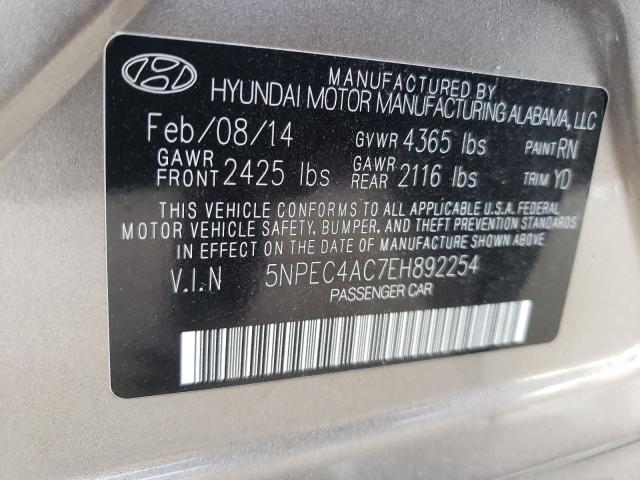 MANUFACTURED BY
HYUNDAI MOTOR MANUFACTURING ALABAMA, LLC
Feb/08/14 GVWR 4365 lbs PAINT RN
GAWR FRONT 2425 lbs GAWR REAR 2116 lbs TRIM YD
THIS VEHICLE CONFORMS TO ALL APPLICABLE U.S.A. FEDERAL
MOTOR VEHICLE SAFETY, BUMPER, AND THEFT PREVENTION STANDARDS
IN EFFECT ON THE DATE OF MANUFACTURE SHOWN ABOVE.
V.I.N 5NPEC4AC7EH892254
PASSENGER CAR